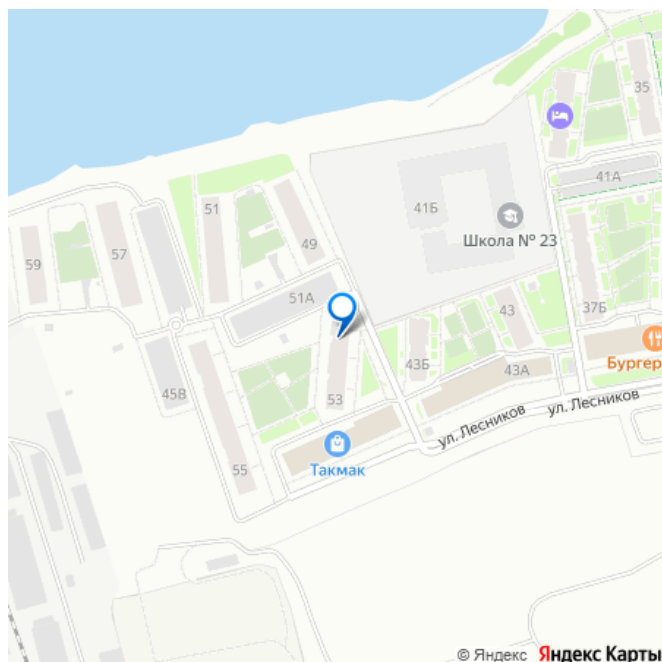 35
41А
51
41Б
57
49
Школа № 23
59
51А
43
37Б
Бургер
43Б
43А
45В
53
ул. Лесников
ул. Лесников
55
Такмак
© Яндекс Яндекс Карты